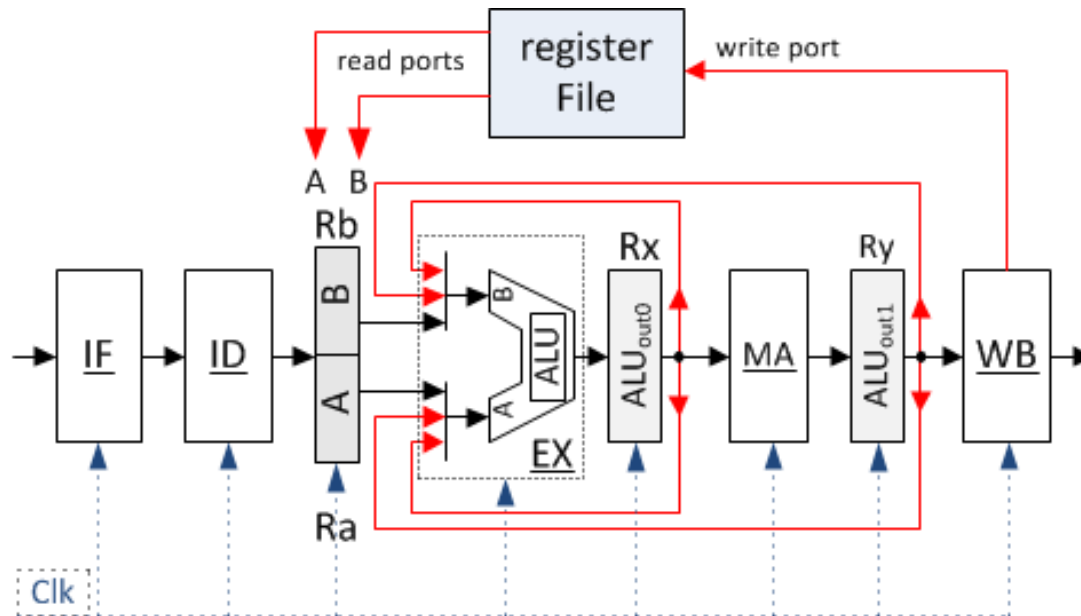 register
File
read ports
write port
A B
Rb
Rx
Ry
IF
ID
B
A
B
A
ALU
EX
ALUout0
MA
ALUout1
WB
Ra
Clk